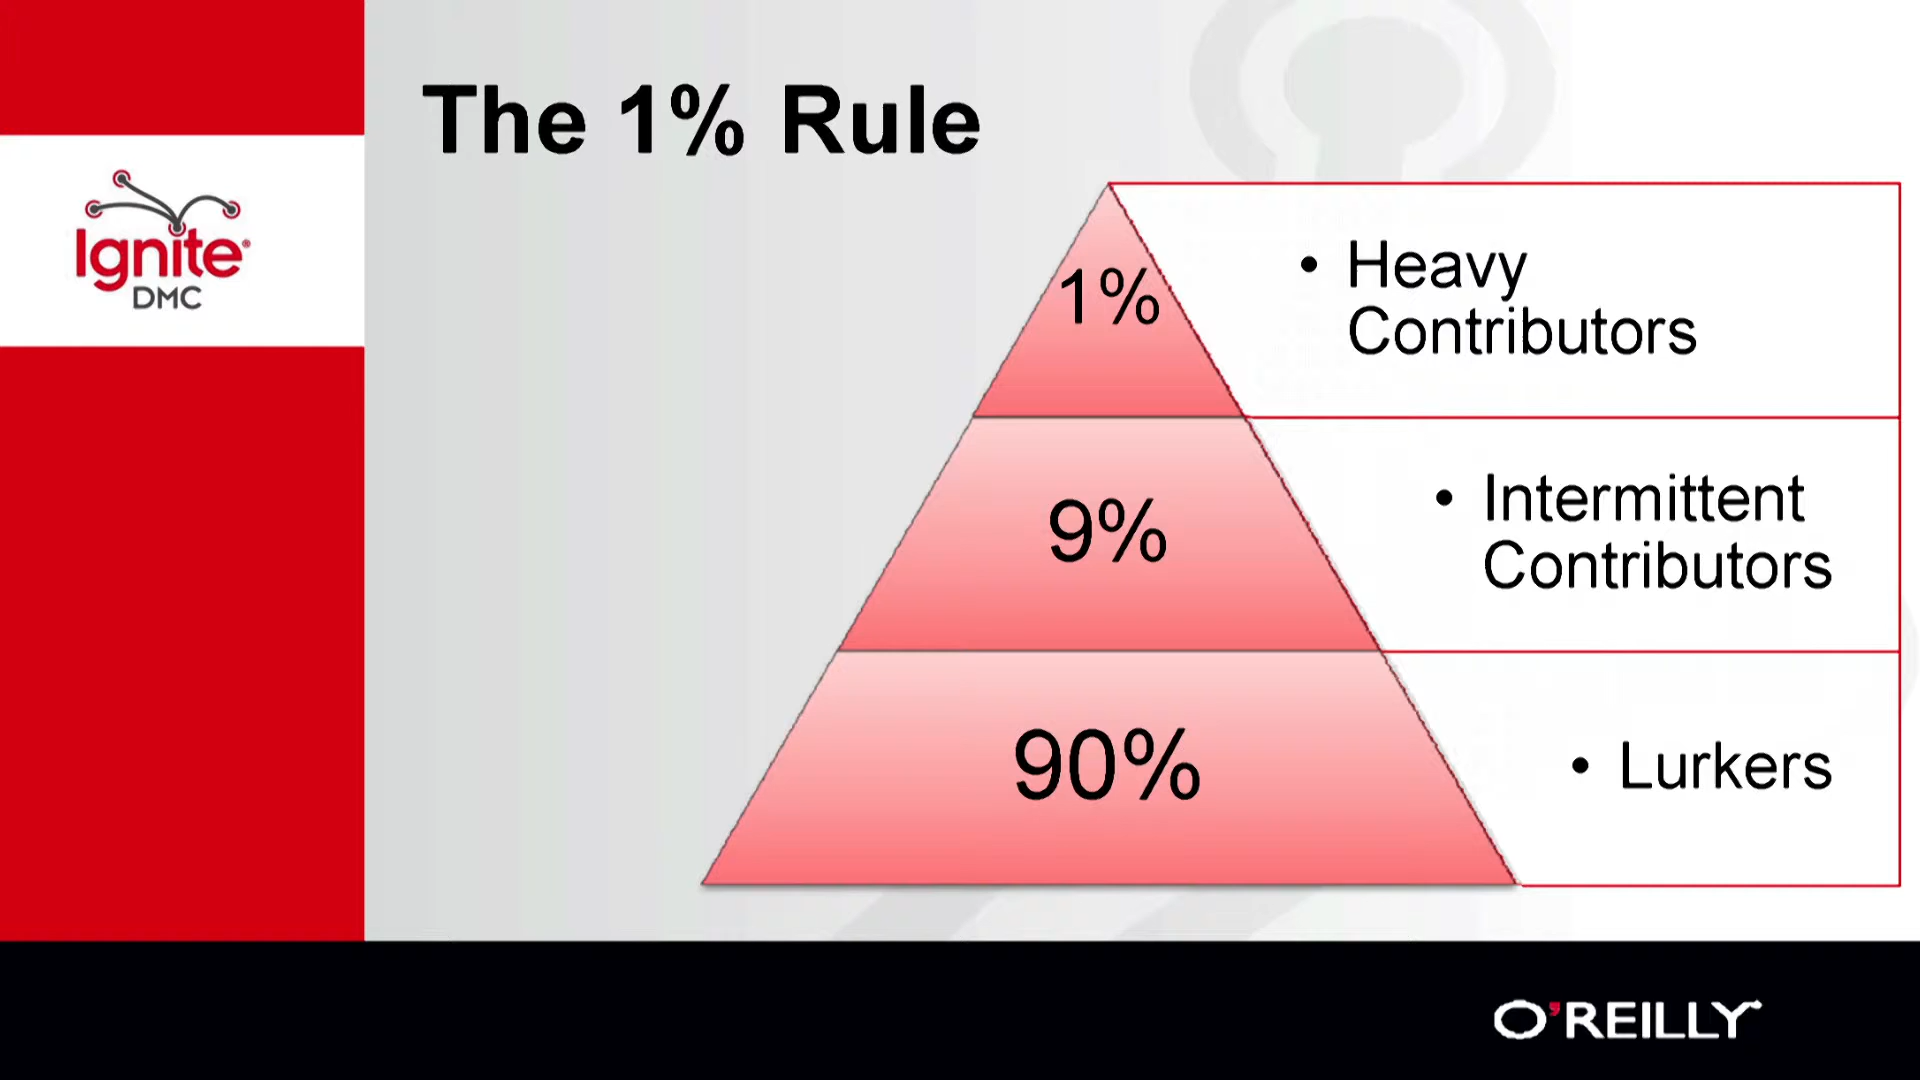 The 1% Rule
Ignite®
DMC
1%
• Heavy
Contributors
9%
• Intermittent
Contributors
90%
• Lurkers
O'REILLY